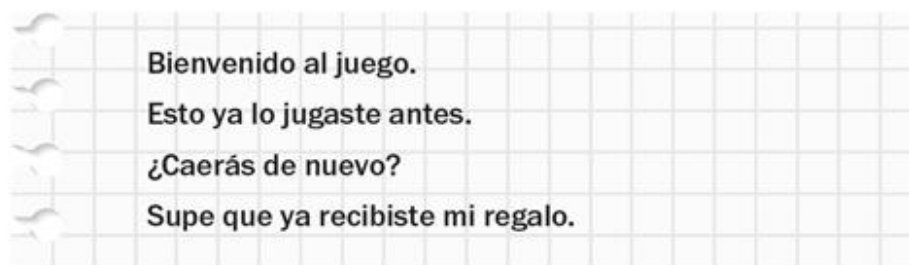 Bienvenido al juego.
Esto ya lo jugaste antes.
¿Caerás de nuevo?
Supe que ya recibiste mi regalo.